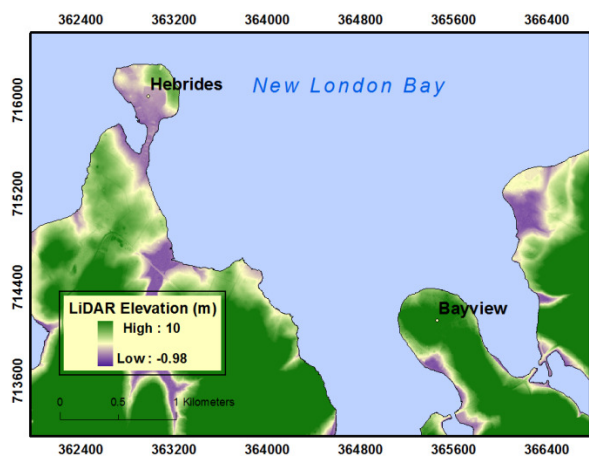 362400 363200 364000 364800 365600 366400
Hebrides
New London Bay
716000
715200
714400
713600
Bayview
LiDAR Elevation (m)
High : 10
Low : -0.98
0 0.5 1 Kilometers
362400 363200 364000 364800 365600 366400